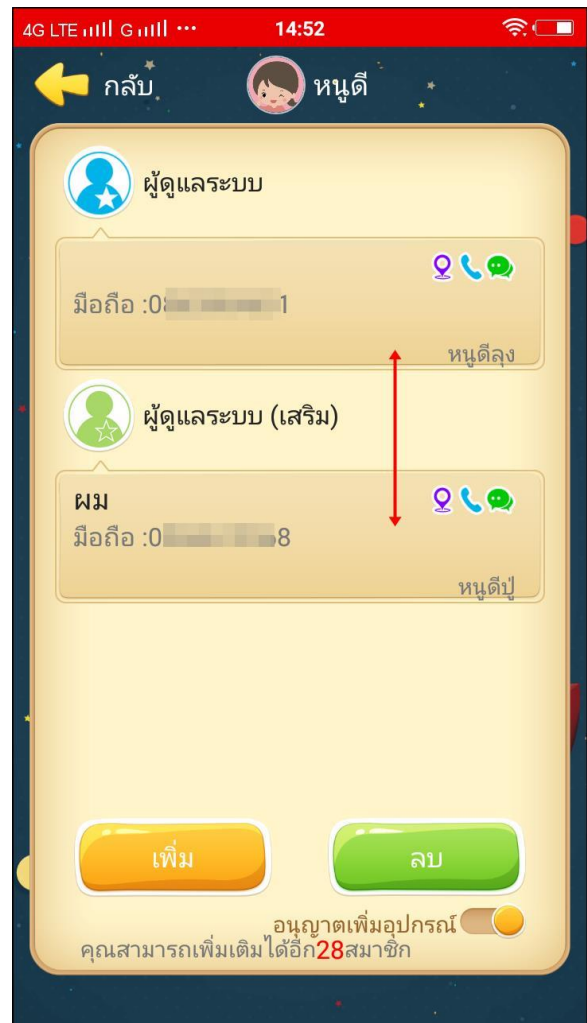 4G LTE G ... 14:52
กลับ หนูดี
ผู้ดูแลระบบ
มือถือ :0 1
หนูดีลุง
ผู้ดูแลระบบ (เสริม)
ผม
มือถือ :0 8
หนูดีปู่
เพิ่ม ลบ
อนุญาตเพิ่มอุปกรณ์
คุณสามารถเพิ่มเติมได้อีก28สมาชิก